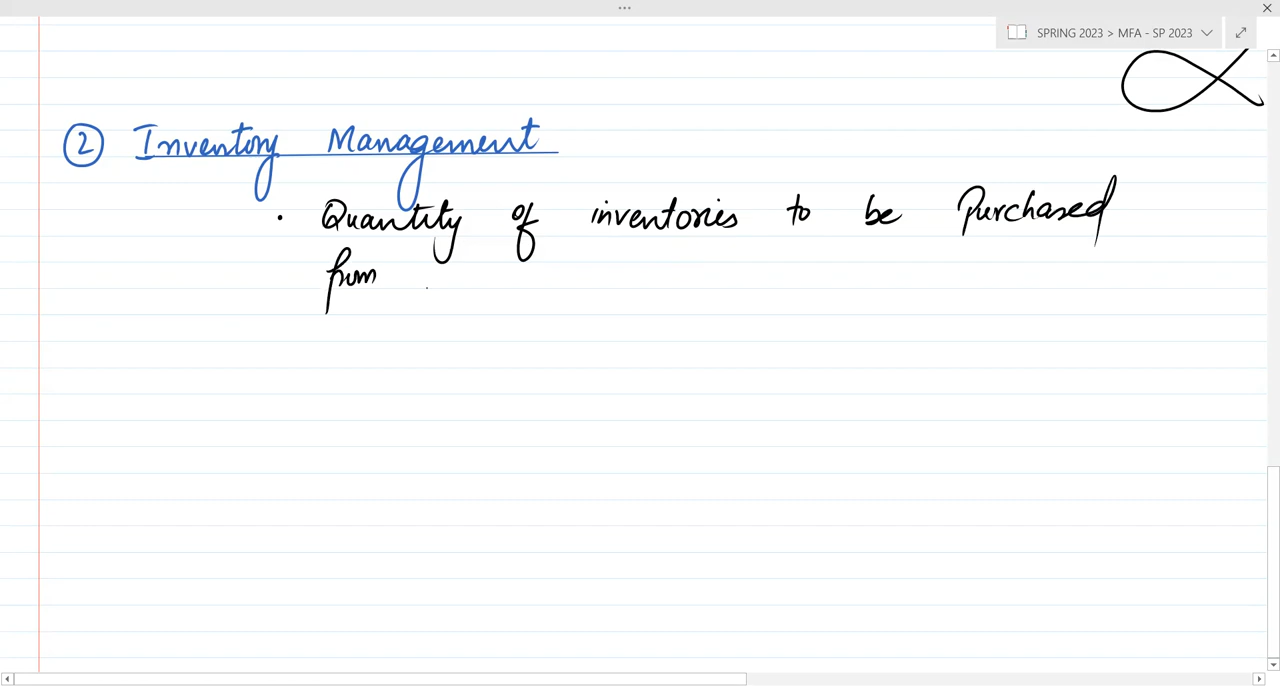 SPRING 2023 > MFA - SP 2023
② Inventory Management
• Quantity of inventories to be Purchased
from